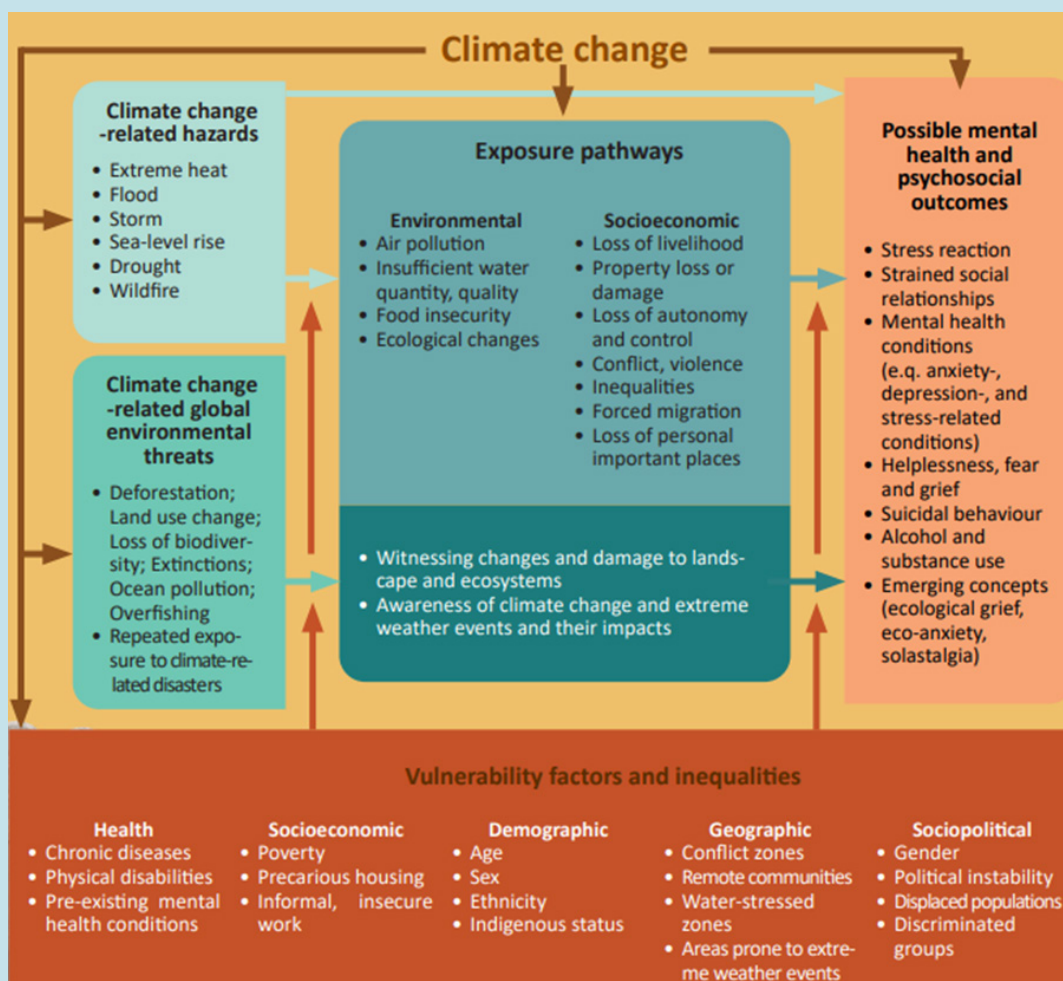 Climate change
Climate change
-related hazards
• Extreme heat
• Flood
• Storm
• Sea-level rise
• Drought
• Wildfire
Climate change
-related global
environmental
threats
• Deforestation;
Land use change;
Loss of biodiver-
sity; Extinctions;
Ocean pollution;
Overfishing
• Repeated expo-
sure to climate-re-
lated disasters
Exposure pathways
Environmental
• Air pollution
• Insufficient water
quantity, quality
• Food insecurity
• Ecological changes
Socioeconomic
• Loss of livelihood
• Property loss or
damage
• Loss of autonomy
and control
• Conflict, violence
• Inequalities
• Forced migration
• Loss of personal
important places
• Witnessing changes and damage to lands-
cape and ecosystems
• Awareness of climate change and extreme
weather events and their impacts
Possible mental
health and
psychosocial
outcomes
• Stress reaction
• Strained social
relationships
• Mental health
conditions
(e.q. anxiety-,
depression-, and
stress-related
conditions)
• Helplessness, fear
and grief
• Suicidal behaviour
• Alcohol and
substance use
• Emerging concepts
(ecological grief,
eco-anxiety,
solastalgia)
Vulnerability factors and inequalities
Health
• Chronic diseases
• Physical disabilities
• Pre-existing mental
health conditions
Socioeconomic
• Poverty
• Precarious housing
• Informal, insecure
work
Demographic
• Age
• Sex
• Ethnicity
• Indigenous status
Geographic
• Conflict zones
• Remote communities
• Water-stressed
zones
• Areas prone to extre-
me weather events
Sociopolitical
• Gender
• Political instability
• Displaced populations
• Discriminated
groups